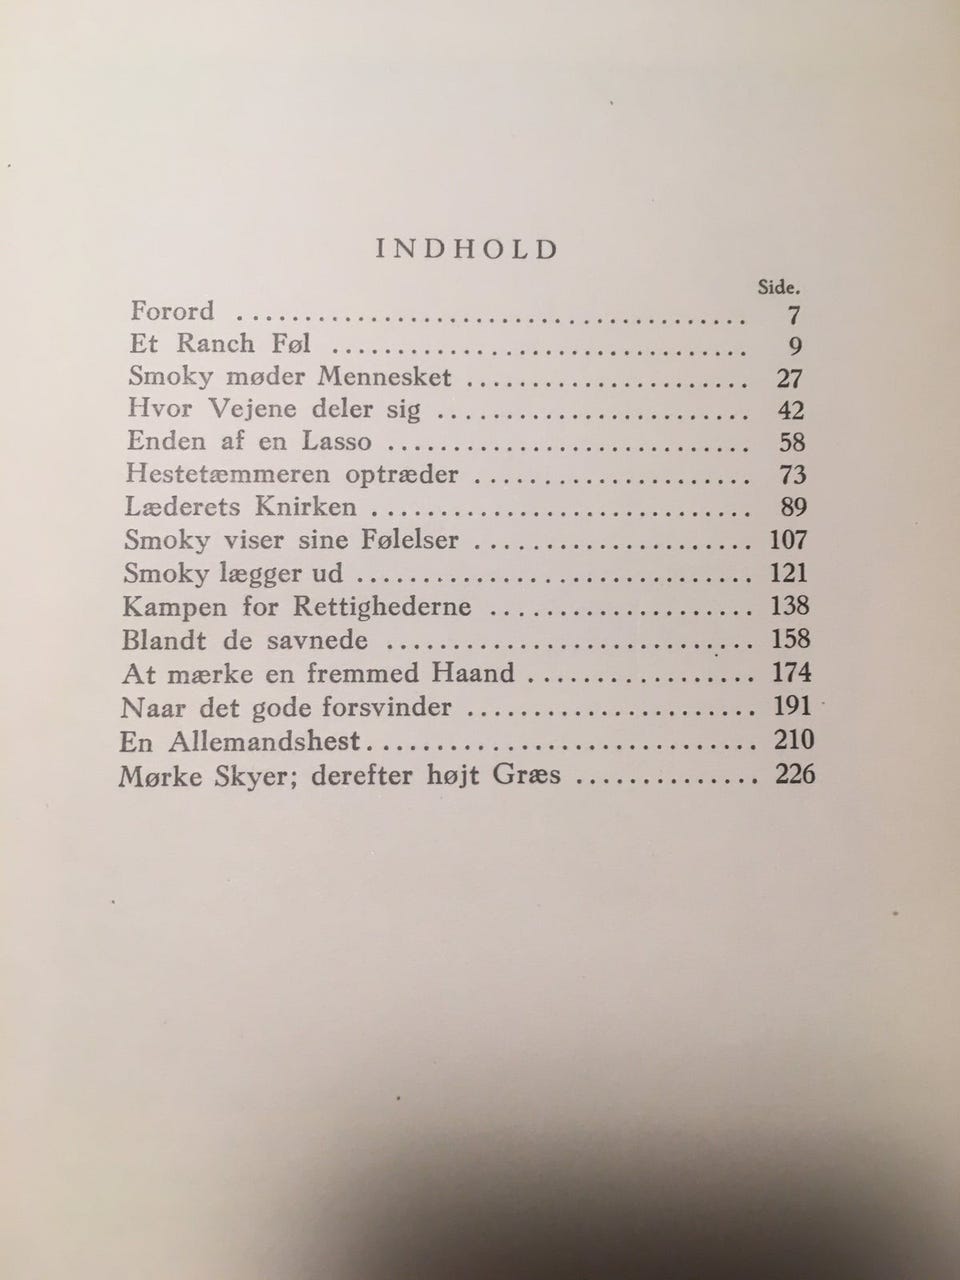 INDHOLD
Side.
Forord ........................................ 7
Et Ranch Føl ................................ 9
Smoky møder Mennesket ...................... 27
Hvor Vejene deler sig ........................ 42
Enden af en Lasso ............................ 58
Hestetæmmeren optræder ..................... 73
Læderets Knirken ............................. 89
Smoky viser sine Følelser ..................... 107
Smoky lægger ud .............................. 121
Kampen for Rettighederne .................... 138
Blandt de savnede ............................ 158
At mærke en fremmed Haand ................. 174
Naar det gode forsvinder ...................... 191
En Allemandshest.............................. 210
Mørke Skyer; derefter højt Græs .............. 226